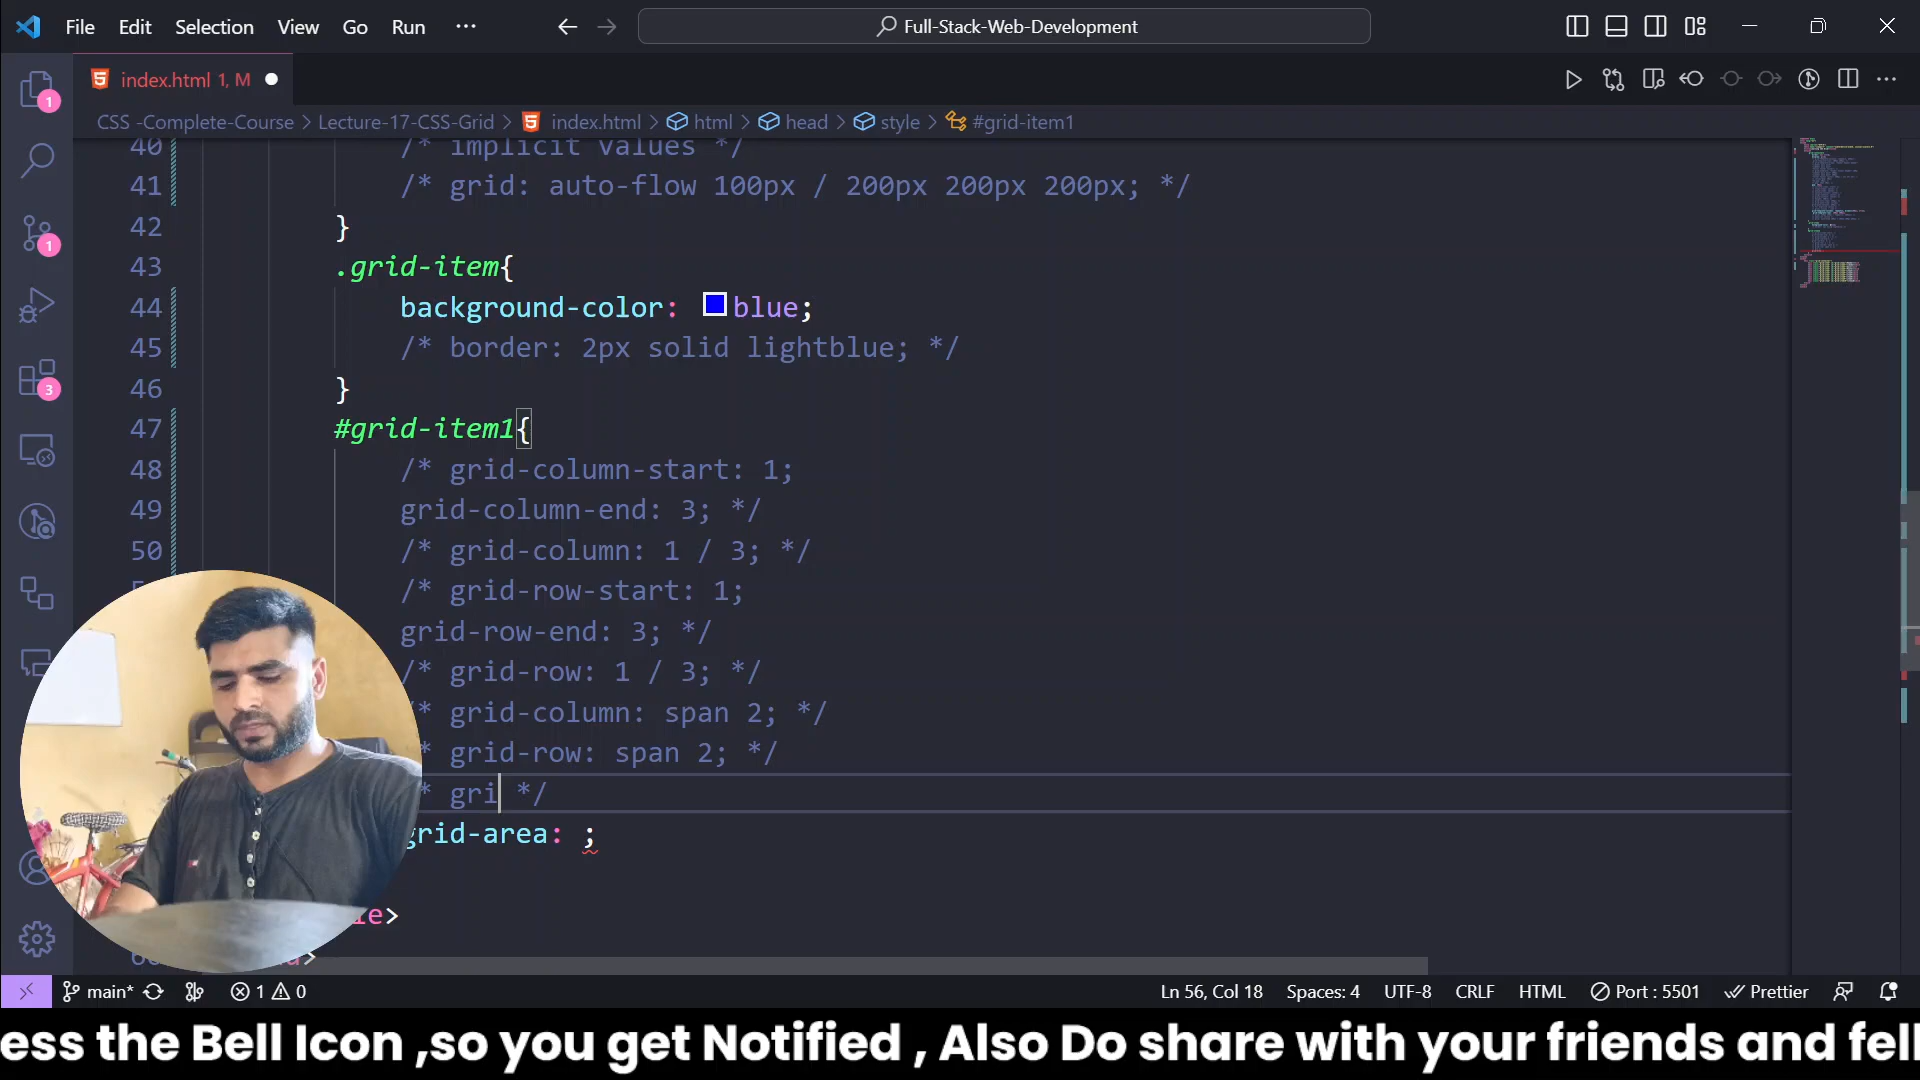 File Edit Selection View Go Run ··· Full-Stack-Web-Development
index.html 1, M
CSS -Complete-Course > Lecture-17-CSS-Grid > index.html > html > head > style > #grid-item1
40 /* implicit values */
41 /* grid: auto-flow 100px / 200px 200px 200px; */
42 }
43 .grid-item{
44 background-color: blue;
45 /* border: 2px solid lightblue; */
46 }
47 #grid-item1{
48 /* grid-column-start: 1;
49 grid-column-end: 3; */
50 /* grid-column: 1 / 3; */
/* grid-row-start: 1;
grid-row-end: 3; */
/* grid-row: 1 / 3; */
* grid-column: span 2; */
* grid-row: span 2; */
* gri */
grid-area: ;
le>
>
1
1
3
main* 1 0 Ln 56, Col 18 Spaces: 4 UTF-8 CRLF HTML Port : 5501 Prettier
ess the Bell Icon ,so you get Notified , Also Do share with your friends and fell